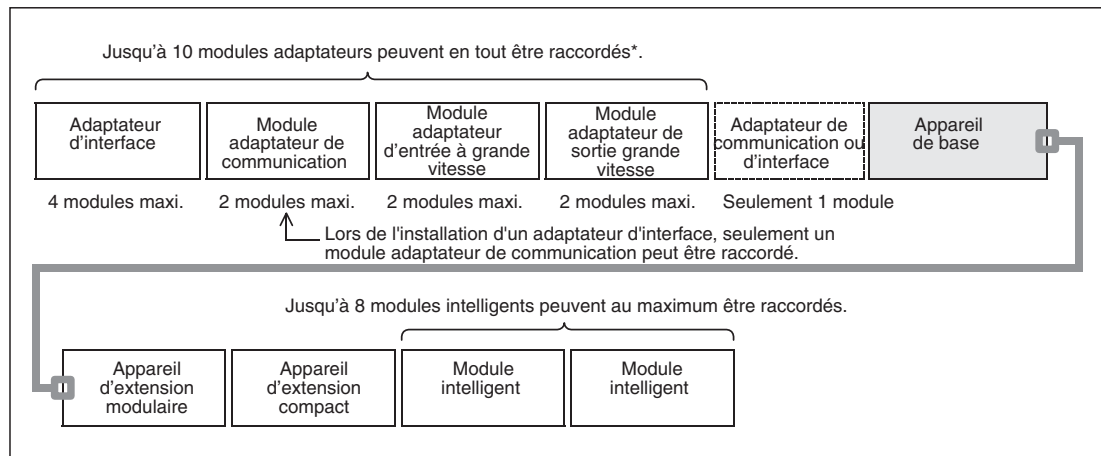 Jusqu'à 10 modules adaptateurs peuvent en tout être raccordés*.
Adaptateur
d'interface
Module
adaptateur de
communication
Module
adaptateur
d'entrée à grande
vitesse
Module
adaptateur de
sortie grande
vitesse
Adaptateur de
communication ou
d'interface
Appareil
de base
4 modules maxi.
2 modules maxi.
2 modules maxi.
2 modules maxi.
Seulement 1 module
Lors de l'installation d'un adaptateur d'interface, seulement un
module adaptateur de communication peut être raccordé.
Jusqu'à 8 modules intelligents peuvent au maximum être raccordés.
Appareil
d'extension
modulaire
Appareil
d'extension
compact
Module
intelligent
Module
intelligent